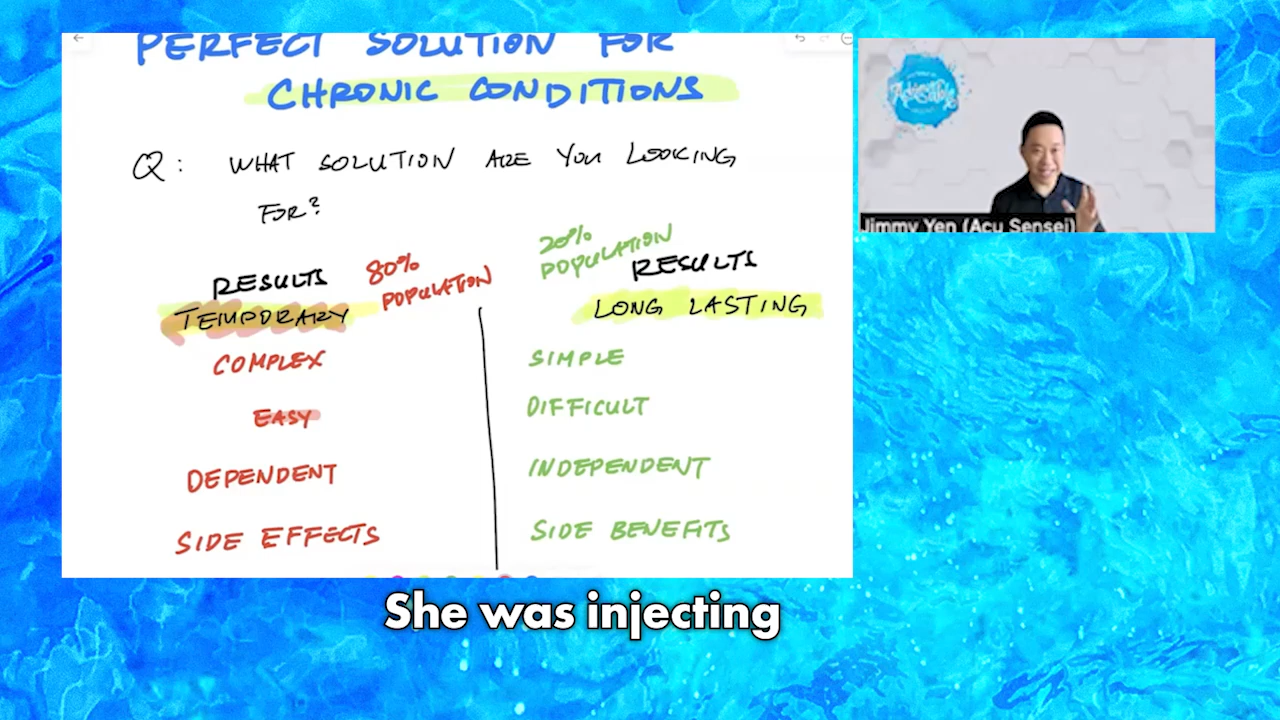 PERFECT SOLUTION FOR
CHRONIC CONDITIONS
Q: WHAT SOLUTION ARE YOU LOOKING
FOR?
RESULTS
TEMPORARY
80%
POPULATION
20%
POPULATION
RESULTS
LONG LASTING
COMPLEX
SIMPLE
EASY
DIFFICULT
DEPENDENT
INDEPENDENT
SIDE EFFECTS
SIDE BENEFITS
Jimmy Yen (Acu Sensei)
She was injecting